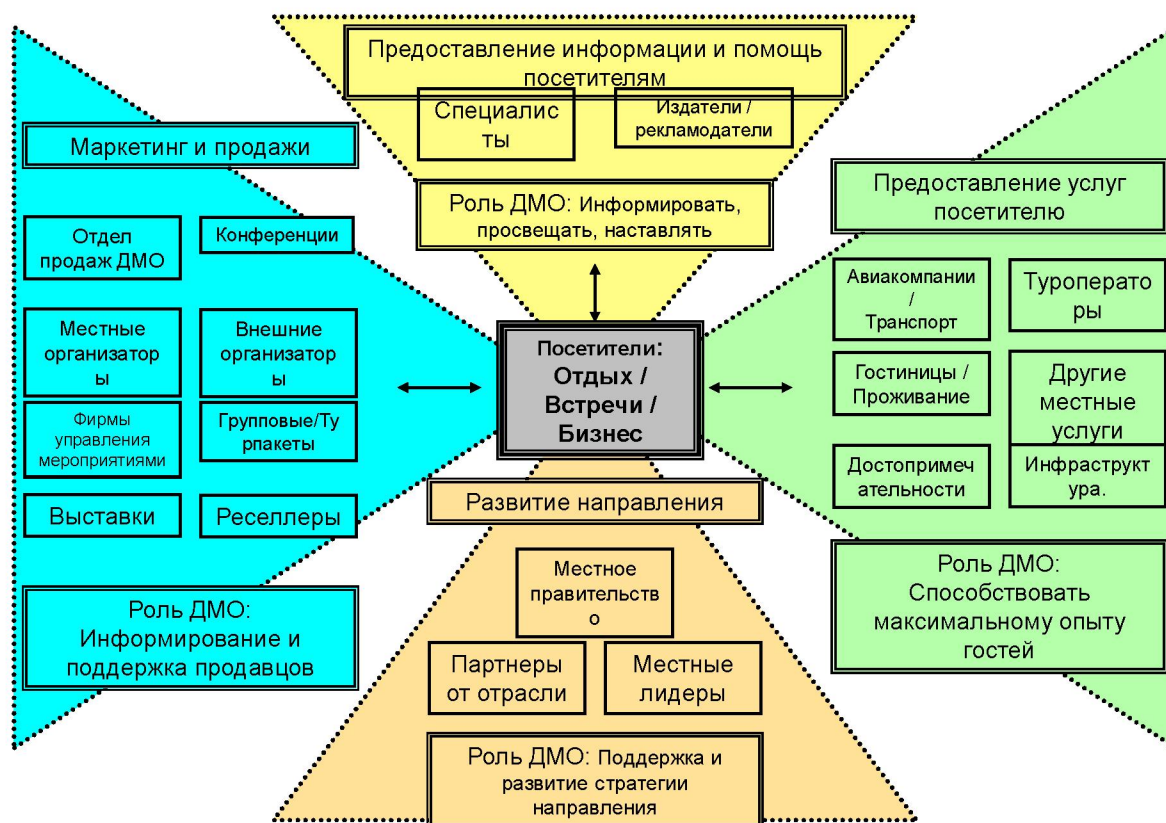 Предоставление информации и помощь
посетителям
Специалис
ты
Издатели /
рекламодатели
Роль ДМО: Информировать,
просвещать, наставлять
Маркетинг и продажи
Отдел
продаж ДМО
Конференции
Местные
организатор
ы
Внешние
организатор
ы
Фирмы
управления
мероприятиями
Групповые/Ту
рпакеты
Выставки
Реселлеры
Роль ДМО:
Информирование и
поддержка продавцов
Посетители:
Отдых /
Встречи /
Бизнес
Предоставление услуг
посетителю
Авиакомпании
/
Транспорт
Туроперато
ры
Гостиницы /
Проживание
Другие
местные
услуги
Достопримеч
ательности
Инфраструкт
ура.
Роль ДМО:
Способствовать
максимальному опыту
гостей
Развитие направления
Местное
правительств
о
Партнеры
от отрасли
Местные
лидеры
Роль ДМО: Поддержка и
развитие стратегии
направления